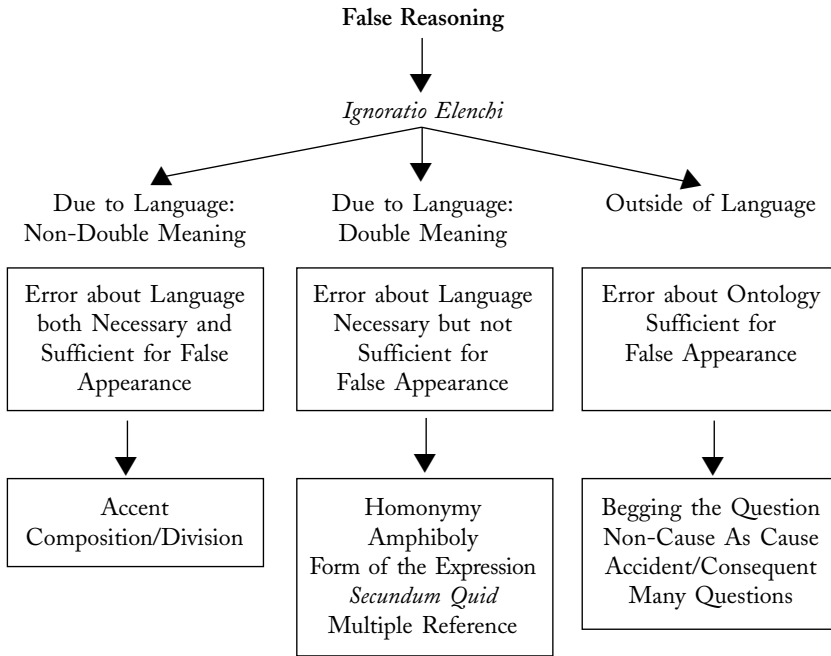 False Reasoning
Ignoratio Elenchi
Due to Language:
Non-Double Meaning
Due to Language:
Double Meaning
Outside of Language
Error about Language
both Necessary and
Sufficient for False
Appearance
Error about Language
Necessary but not
Sufficient for
False Appearance
Error about Ontology
Sufficient for
False Appearance
Accent
Composition/Division
Homonymy
Amphiboly
Form of the Expression
Secundum Quid
Multiple Reference
Begging the Question
Non-Cause As Cause
Accident/Consequent
Many Questions